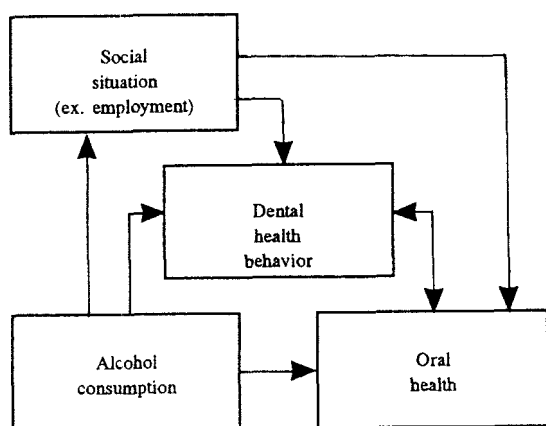 Social
situation
(ex. employment)
Dental
health
behavior
Alcohol
consumption
Oral
health